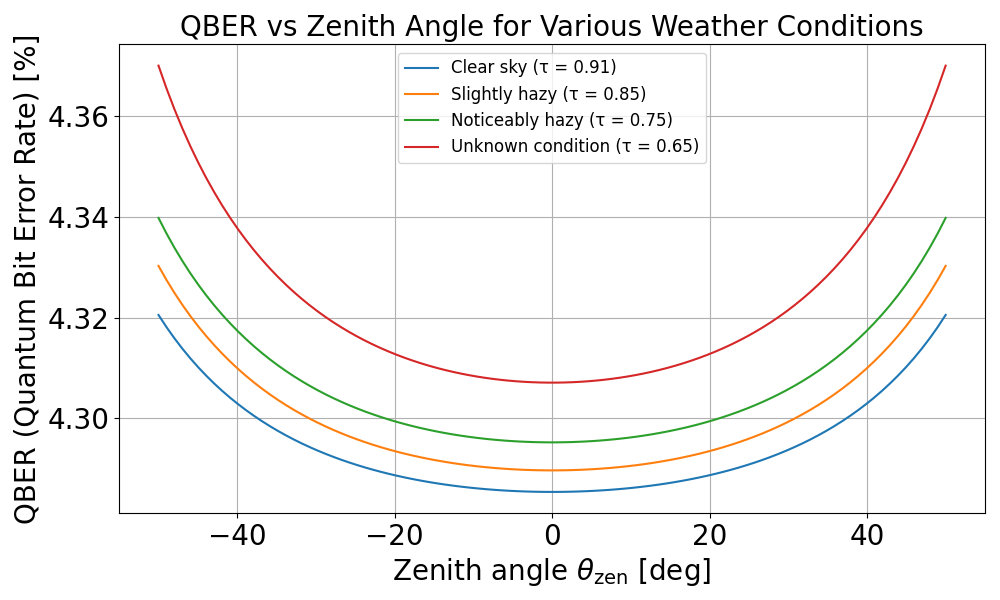 QBER vs Zenith Angle for Various Weather Conditions
QBER (Quantum Bit Error Rate) [%]
4.36
4.34
4.32
4.30
Clear sky (τ = 0.91)
Slightly hazy (τ = 0.85)
Noticeably hazy (τ = 0.75)
Unknown condition (τ = 0.65)
−40 −20 0 20 40
Zenith angle θzen [deg]